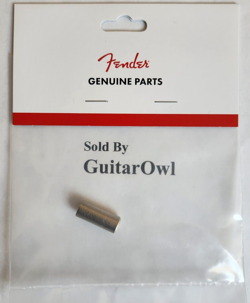 Fender
GENUINE PARTS
Sold By
GuitarOwl